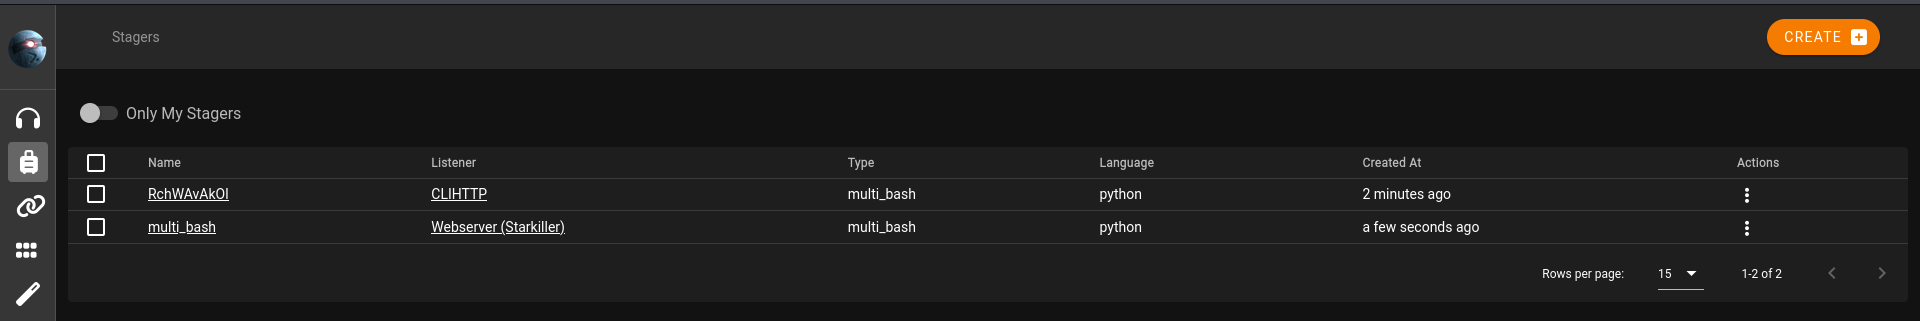 Stagers
CREATE
Only My Stagers
Name Listener Type Language Created At Actions
RchWAvAkOI CLIHTTP multi_bash python 2 minutes ago
multi_bash Webserver (Starkiller) multi_bash python a few seconds ago
Rows per page: 15 1-2 of 2